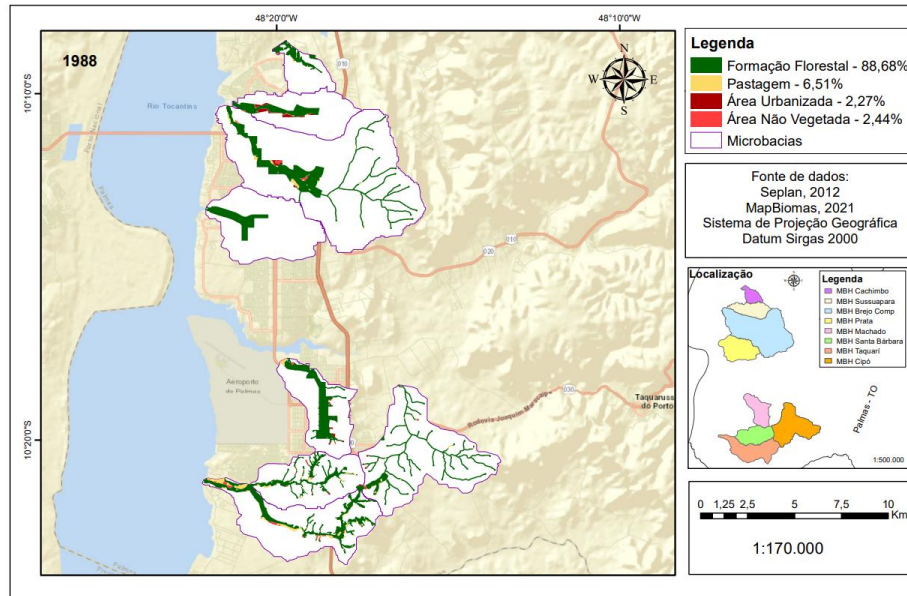 48°20'0"W
48°10'0"W
1988
10°10'0"S
10°20'0"S
Rio Tocantins
Palmas
010
010
020
030
N
W
E
S
Aeroporto de Palmas
Rodovia Joaquim
Taquaruss
do Porto
Legenda
Formação Florestal - 88,68%
Pastagem - 6,51%
Área Urbanizada - 2,27%
Área Não Vegetada - 2,44%
Microbacias
Fonte de dados:
Seplan, 2012
MapBiomas, 2021
Sistema de Projeção Geográfica
Datum Sirgas 2000
Localização
Legenda
MBH Cachimbo
MBH Sussuapara
MBH Brejo Comp
MBH Prata
MBH Machado
MBH Santa Bárbara
MBH Taquarí
MBH Cipó
Palmas - TO
1:500.000
0 1,25 2,5 5 7,5 10
Km
1:170.000